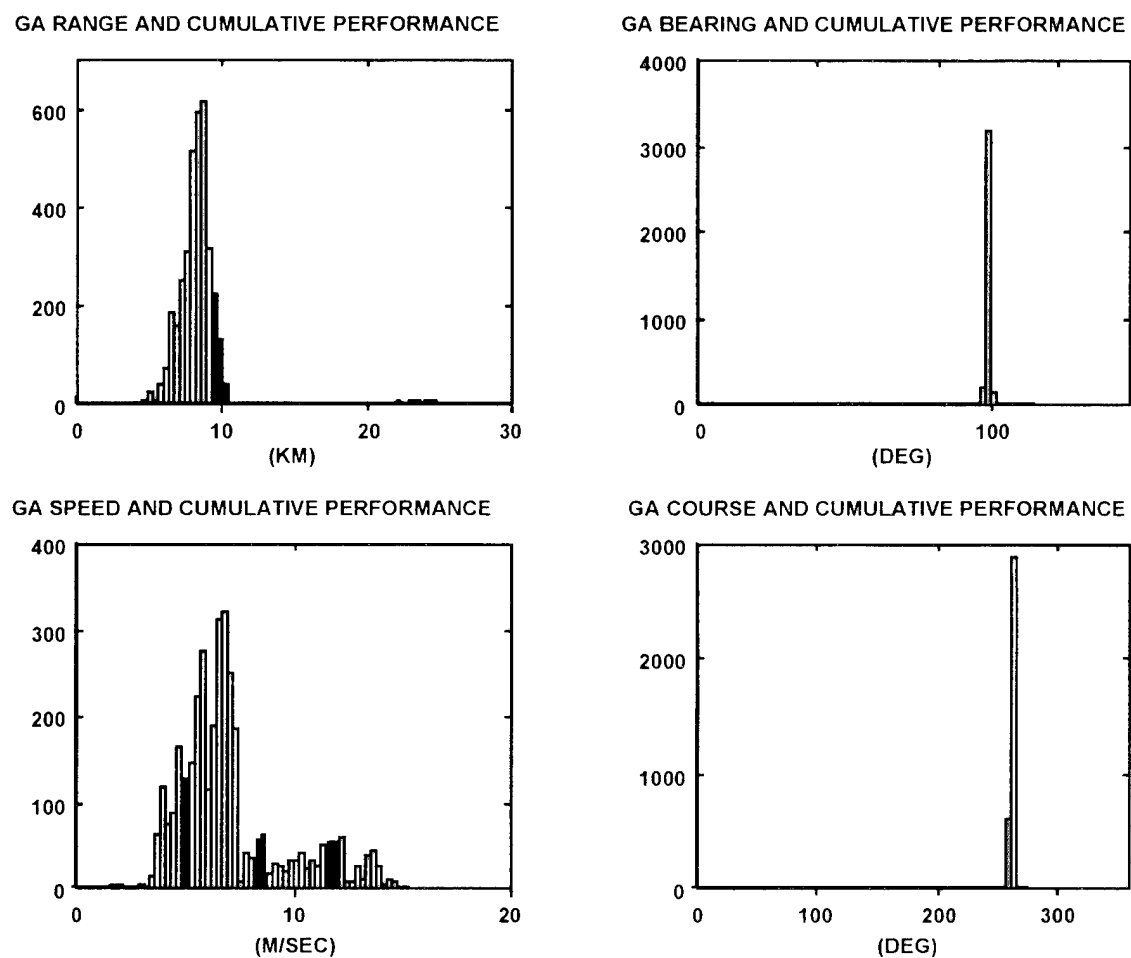 GA RANGE AND CUMULATIVE PERFORMANCE
600
400
200
0
0 10 20 30
(KM)
GA BEARING AND CUMULATIVE PERFORMANCE
4000
3000
2000
1000
0
0 100
(DEG)
GA SPEED AND CUMULATIVE PERFORMANCE
400
300
200
100
0
0 10 20
(M/SEC)
GA COURSE AND CUMULATIVE PERFORMANCE
3000
2000
1000
0
0 100 200 300
(DEG)